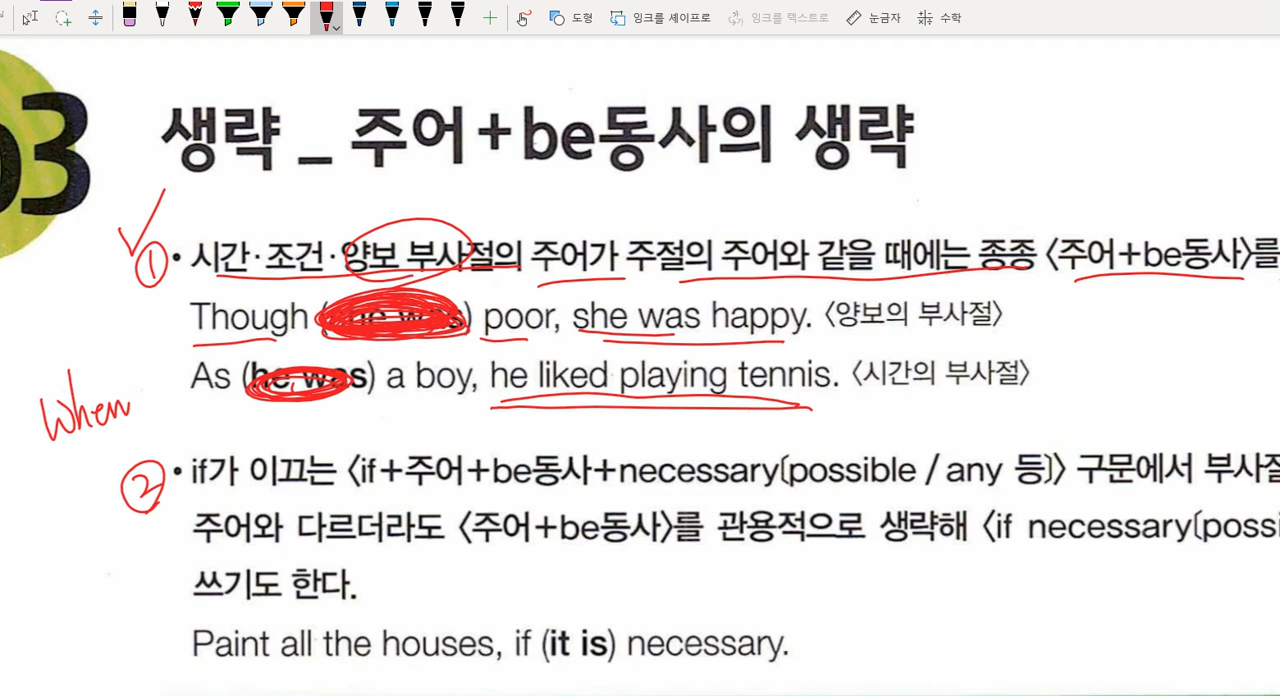 도형 잉크를 셰이프로 잉크를 텍스트로 눈금자 수학
03
생략 _ 주어+be동사의 생략
① • 시간·조건·양보 부사절의 주어가 주절의 주어와 같을 때에는 종종 〈주어+be동사〉를
Though ( ) poor, she was happy. 〈양보의 부사절〉
As (he was) a boy, he liked playing tennis. 〈시간의 부사절〉
When
② • if가 이끄는 〈if+주어+be동사+necessary(possible / any 등)〉 구문에서 부사절
주어와 다르더라도 〈주어+be동사〉를 관용적으로 생략해 〈if necessary(possi
쓰기도 한다.
Paint all the houses, if (it is) necessary.